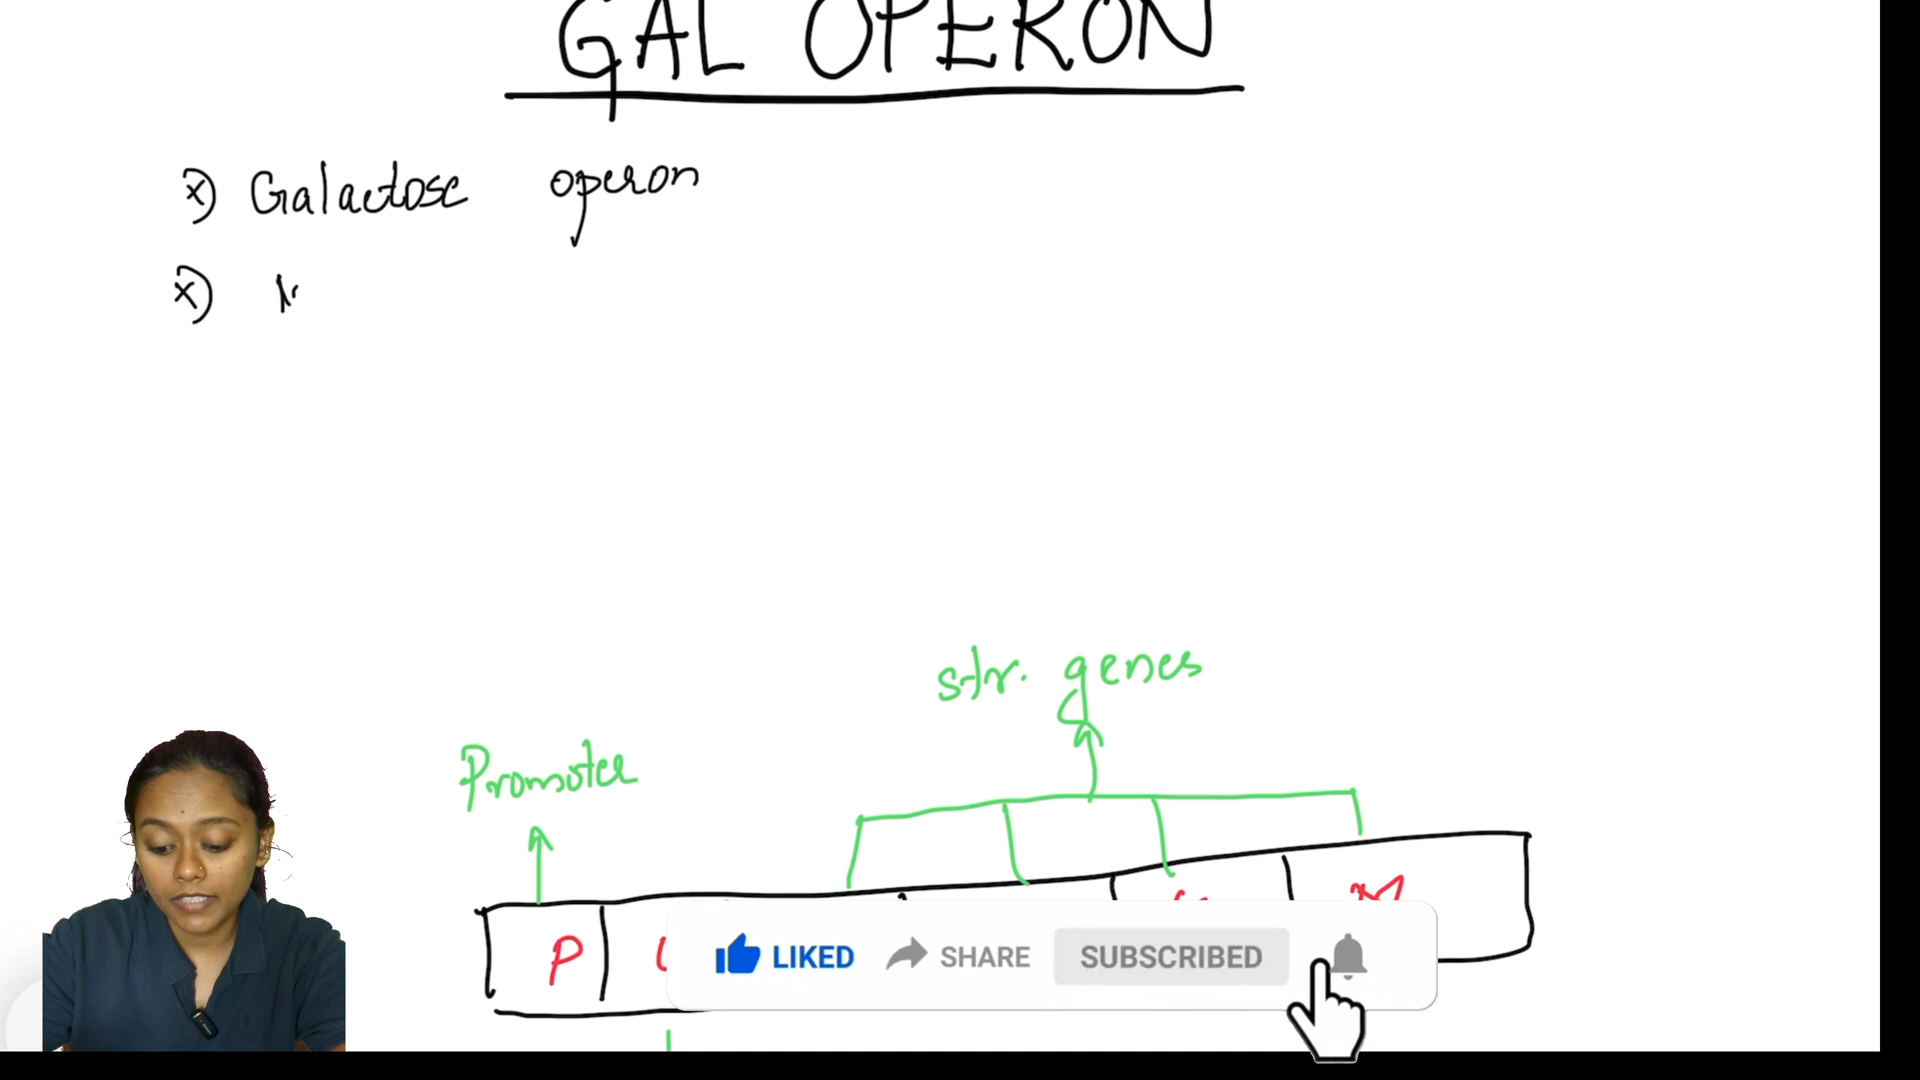 GAL OPERON
*) Galactose operon
*)
str. genes
Promoter
P
M
LIKED SHARE SUBSCRIBED